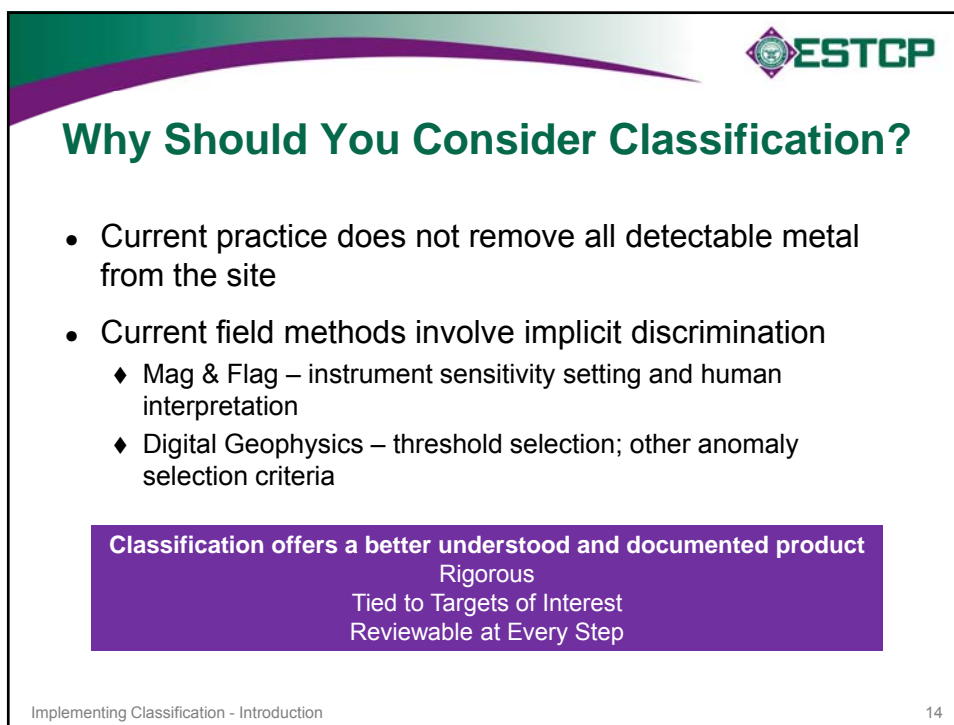 ESTCP
Why Should You Consider Classification?
● Current practice does not remove all detectable metal
from the site
● Current field methods involve implicit discrimination
♦ Mag & Flag – instrument sensitivity setting and human
interpretation
♦ Digital Geophysics – threshold selection; other anomaly
selection criteria
Classification offers a better understood and documented product
Rigorous
Tied to Targets of Interest
Reviewable at Every Step
Implementing Classification - Introduction
14